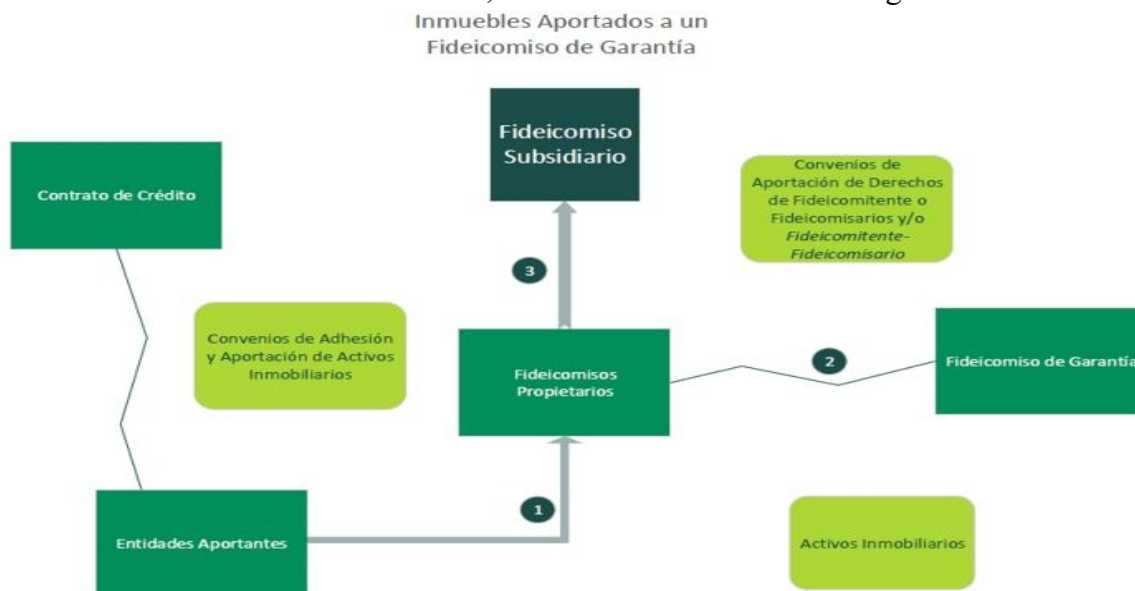 Inmuebles Aportados a un
Fideicomiso de Garantía
Fideicomiso
Subsidiario
Contrato de Crédito
Convenios de
Aportación de Derechos
de Fideicomitente o
Fideicomisarios y/o
Fideicomitente-
Fideicomisario
3
Convenios de Adhesión
y Aportación de Activos
Inmobiliarios
Fideicomisos
Propietarios
2
Fideicomiso de Garantía
1
Entidades Aportantes
Activos Inmobiliarios